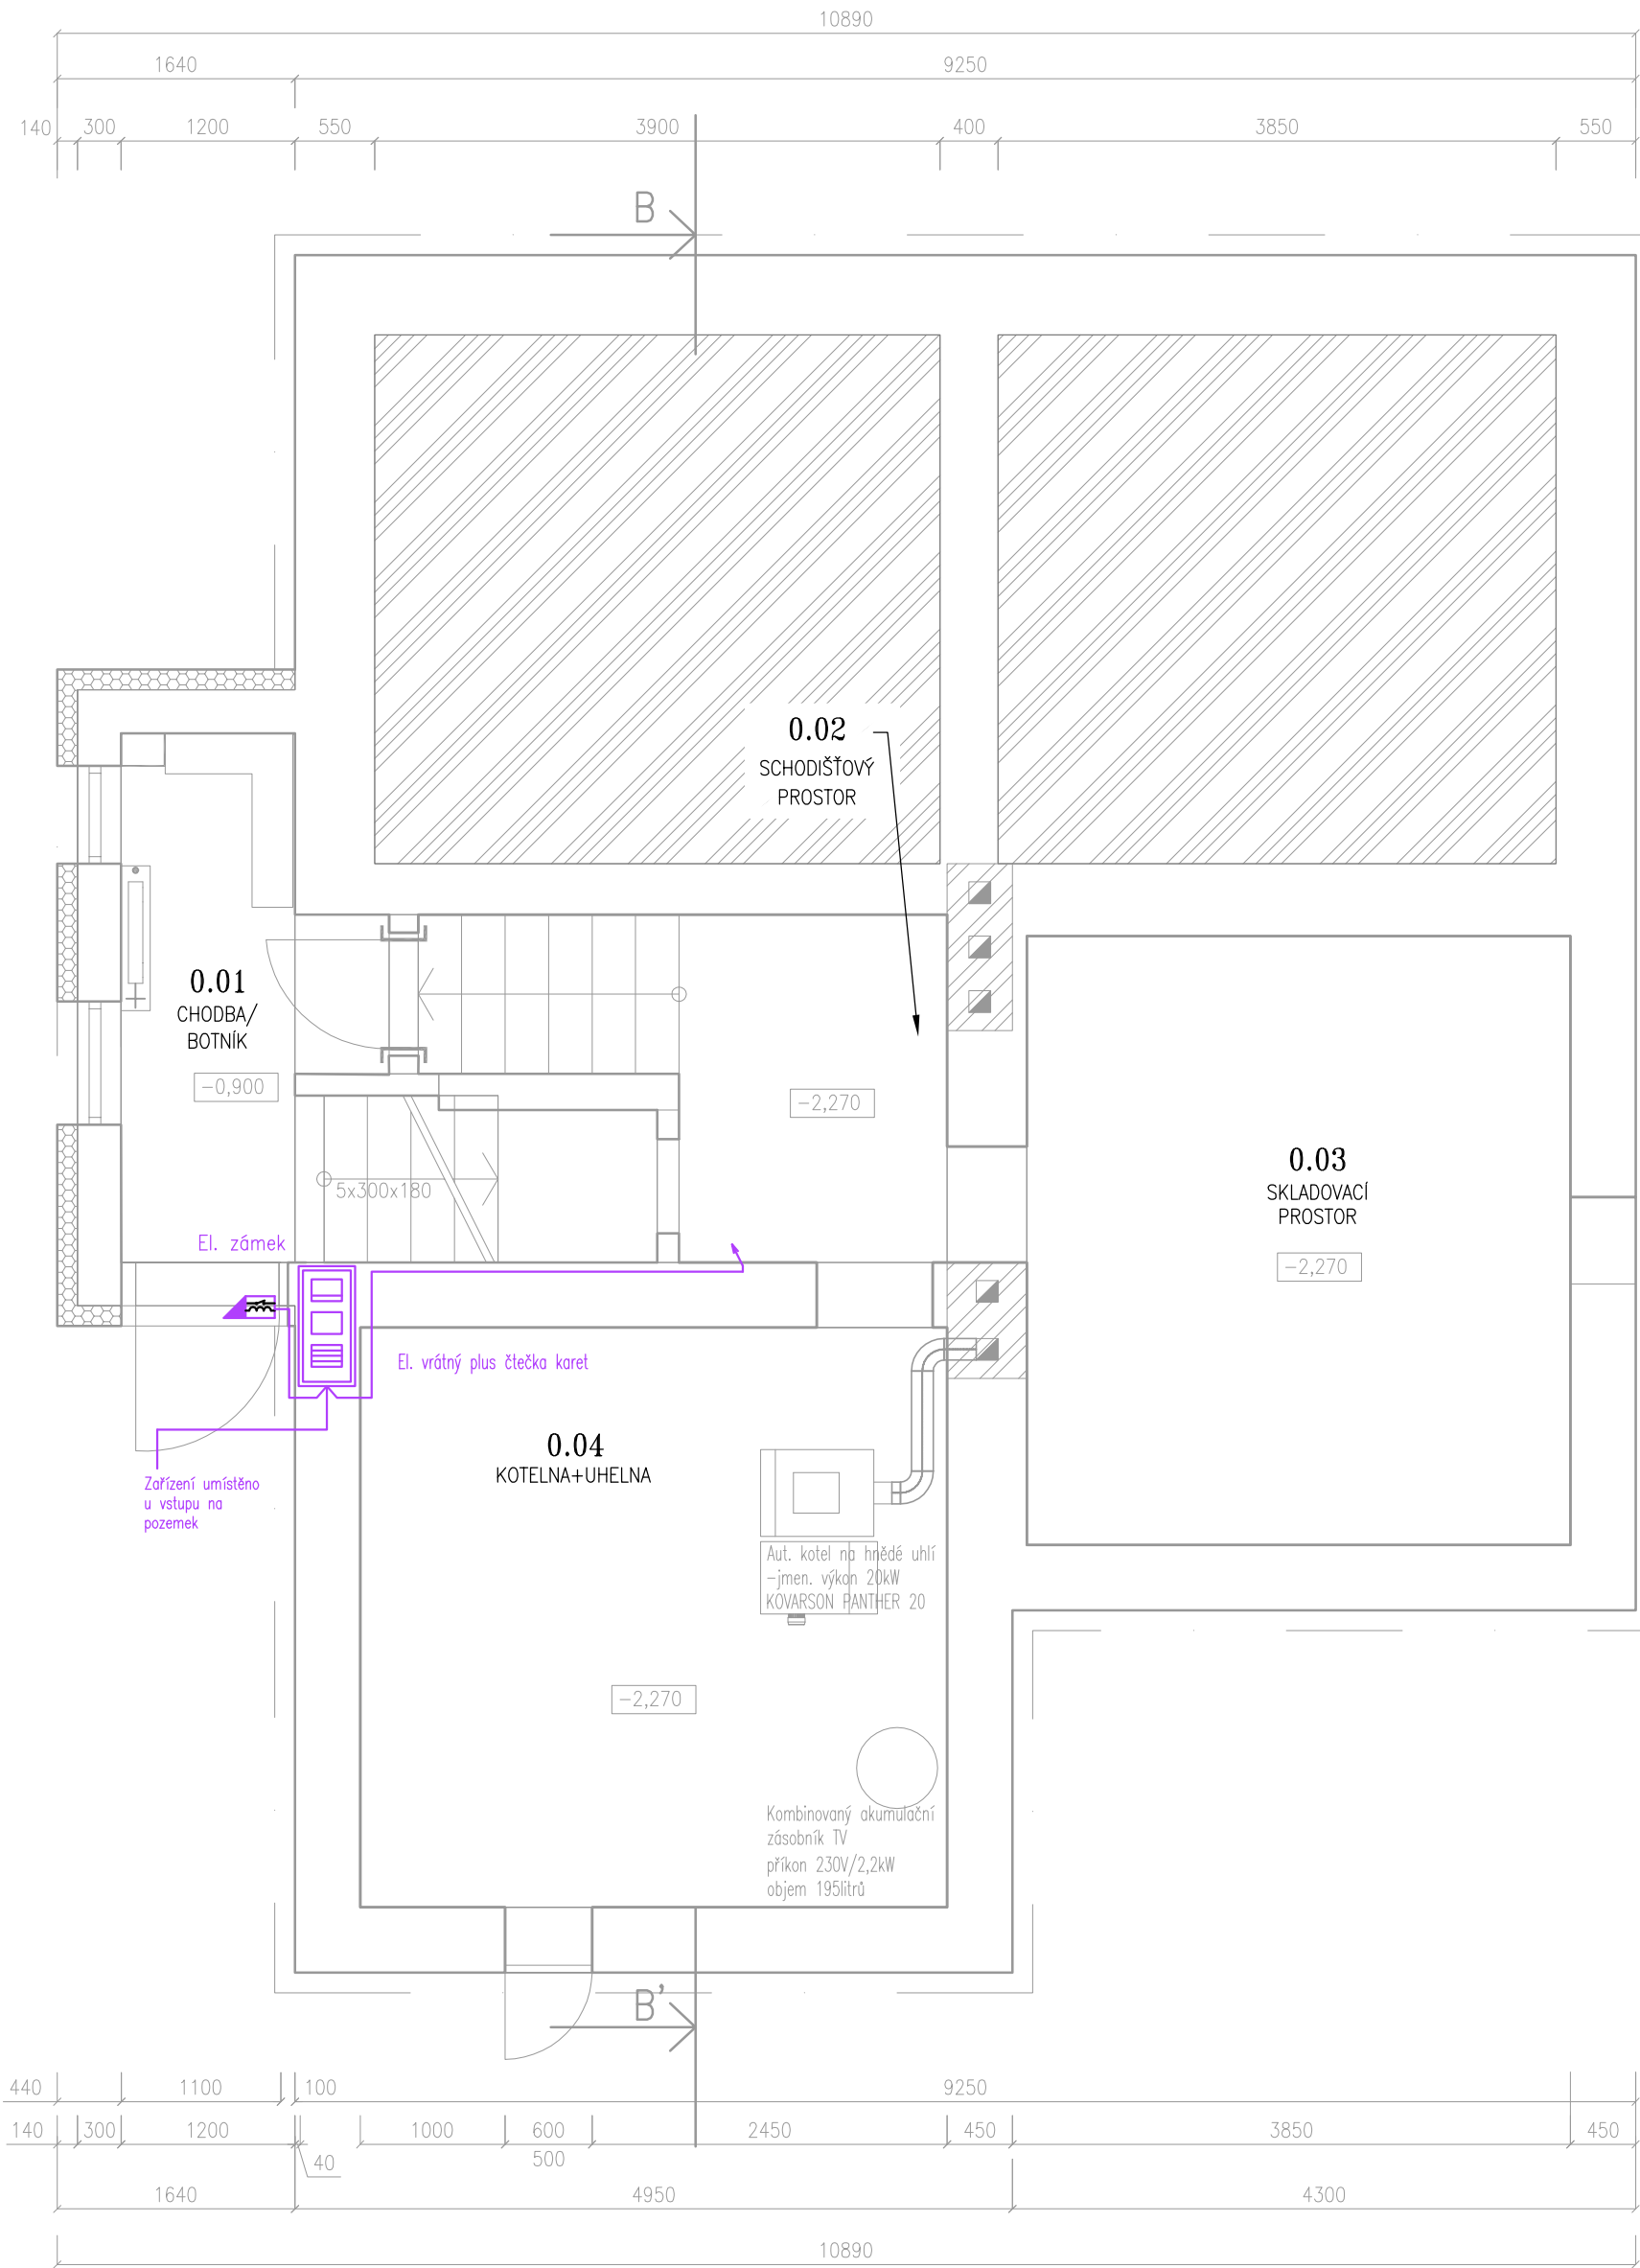 10890
1640 9250
140 300 1200 550 3900 400 3850 550
B
0.02
SCHODIŠŤOVÝ
PROSTOR
0.01
CHODBA/
BOTNÍK
-0,900
-2,270
5x300x180
0.03
SKLADOVACÍ
PROSTOR
-2,270
El. zámek
El. vrátný plus čtečka karet
0.04
KOTELNA+UHELNA
Zařízení umístěno
u vstupu na
pozemek
Aut. kotel na hnědé uhlí
-jmen. výkon 20kW
KOVARSON PANTHER 20
-2,270
Kombinovaný akumulační
zásobník TV
příkon 230V/2,2kW
objem 195litrů
B'
440 1100 100 9250
140 300 1200 1000 600 2450 450 3850 450
40 500
1640 4950 4300
10890